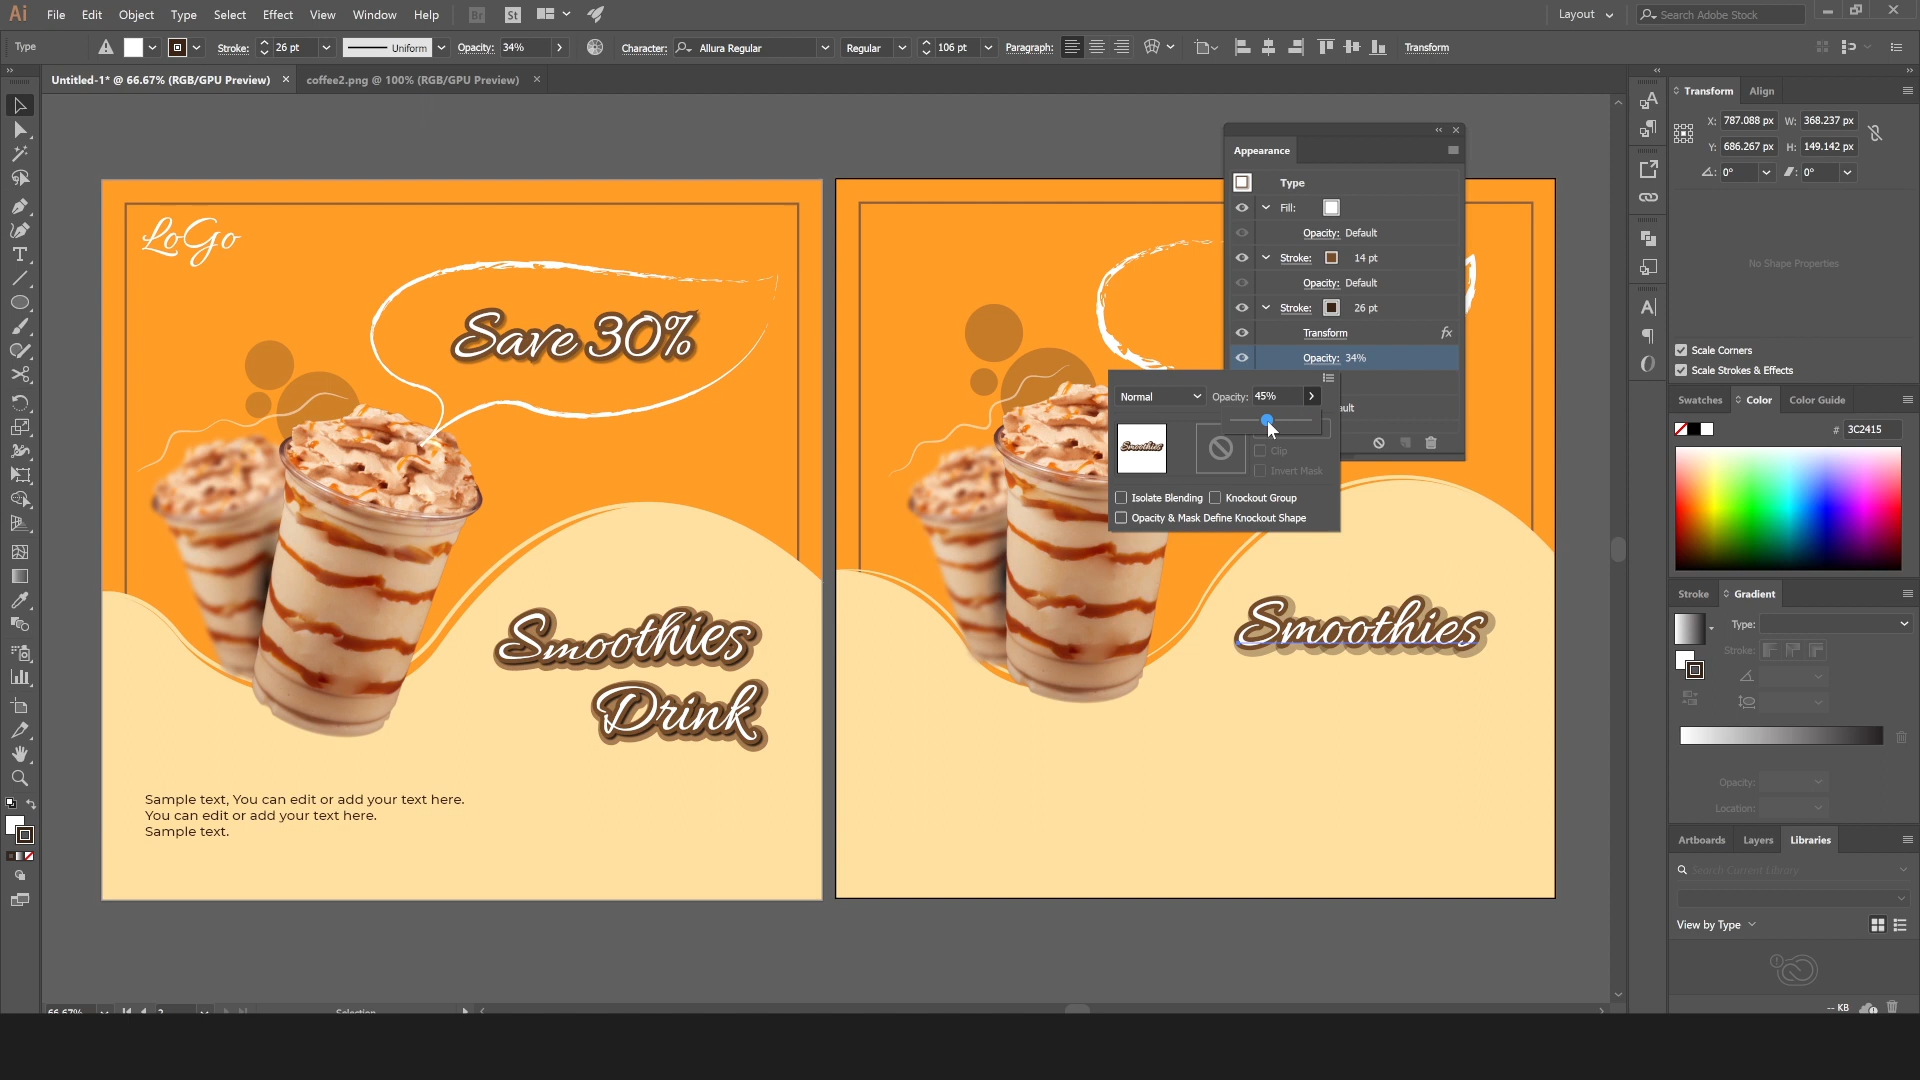 Ai File Edit Object Type Select Effect View Window Help Br St Layout Search Adobe Stock
Type Stroke: 26 pt Uniform Opacity: 34% Character: Allura Regular Regular 106 pt Paragraph: Transform
Untitled-1* @ 66.67% (RGB/GPU Preview) coffee2.png @ 100% (RGB/GPU Preview)
LoGo
Save 30%
Smoothies
Drink
Sample text, You can edit or add your text here.
You can edit or add your text here.
Sample text.
Smoothies
Appearance
Type
Fill:
Opacity: Default
Stroke: 14 pt
Opacity: Default
Stroke: 26 pt
Transform fx
Opacity: 34%
Normal Opacity: 45%
Smoothies
Clip
Invert Mask
Isolate Blending Knockout Group
Opacity & Mask Define Knockout Shape
Transform Align
X: 787.088 px W: 368.237 px
Y: 686.267 px H: 149.142 px
0° 0°
No Shape Properties
Scale Corners
Scale Strokes & Effects
Swatches Color Color Guide
# 3C2415
Stroke Gradient
Type:
Stroke:
Opacity:
Location:
Artboards Layers Libraries
Search Current Library
View by Type
-- KB
66.67% 2 Selection